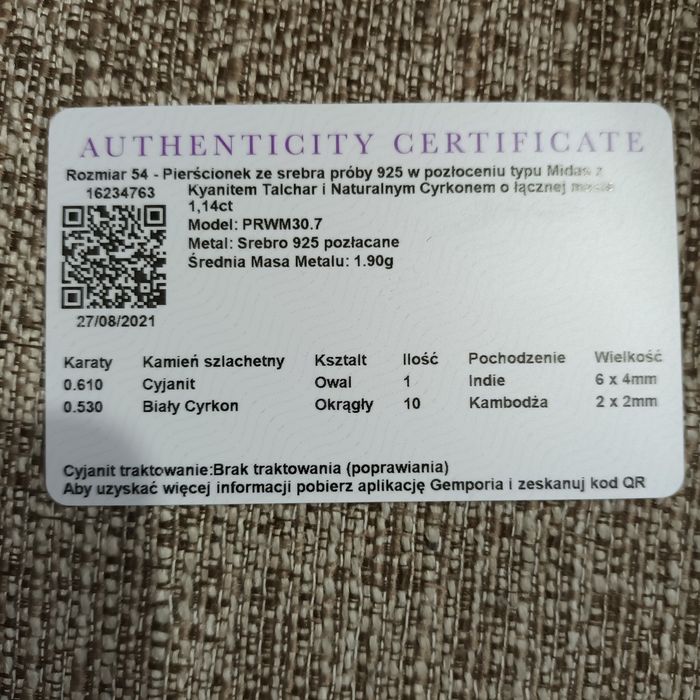 AUTHENTICITY CERTIFICATE
Rozmiar 54 - Pierścionek ze srebra próby 925 w pozłoceniu typu Midas z
16234763
Kyanitem Talchar i Naturalnym Cyrkonem o łącznej masie
1,14ct
Model: PRWM30.7
Metal: Srebro 925 pozłacane
Średnia Masa Metalu: 1.90g
27/08/2021
Karaty Kamień szlachetny Ksztalt Ilość Pochodzenie Wielkość
0.610 Cyjanit Owal 1 Indie 6 x 4mm
0.530 Biały Cyrkon Okrągły 10 Kambodża 2 x 2mm
Cyjanit traktowanie:Brak traktowania (poprawiania)
Aby uzyskać więcej informacji pobierz aplikację Gemporia i zeskanuj kod QR